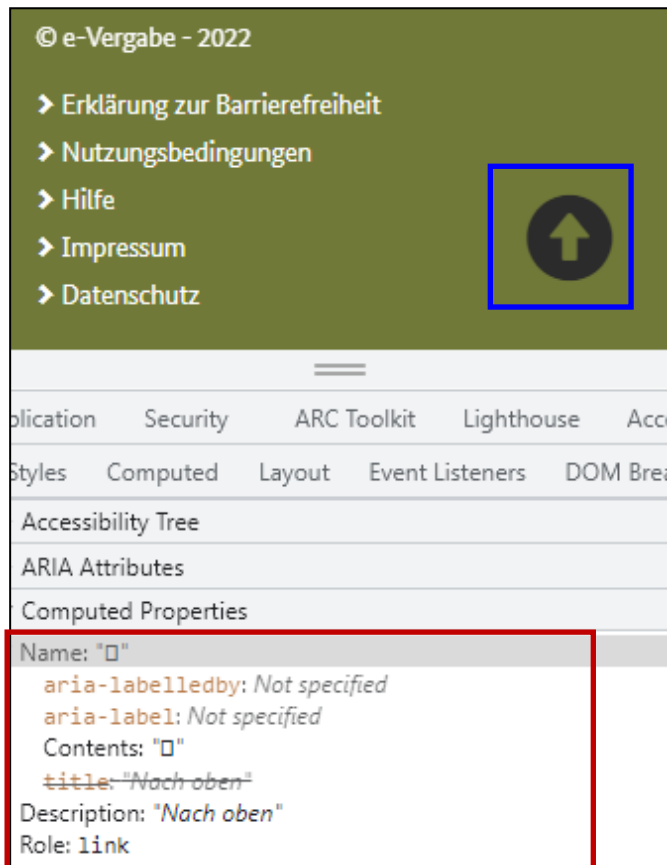 © e-Vergabe - 2022
Erklärung zur Barrierefreiheit
Nutzungsbedingungen
Hilfe
Impressum
Datenschutz
plication Security ARC Toolkit Lighthouse Acce
Styles Computed Layout Event Listeners DOM Brea
Accessibility Tree
ARIA Attributes
Computed Properties
Name: "▯"
aria-labelledby: Not specified
aria-label: Not specified
Contents: "▯"
title: "Nach oben"
Description: "Nach oben"
Role: link